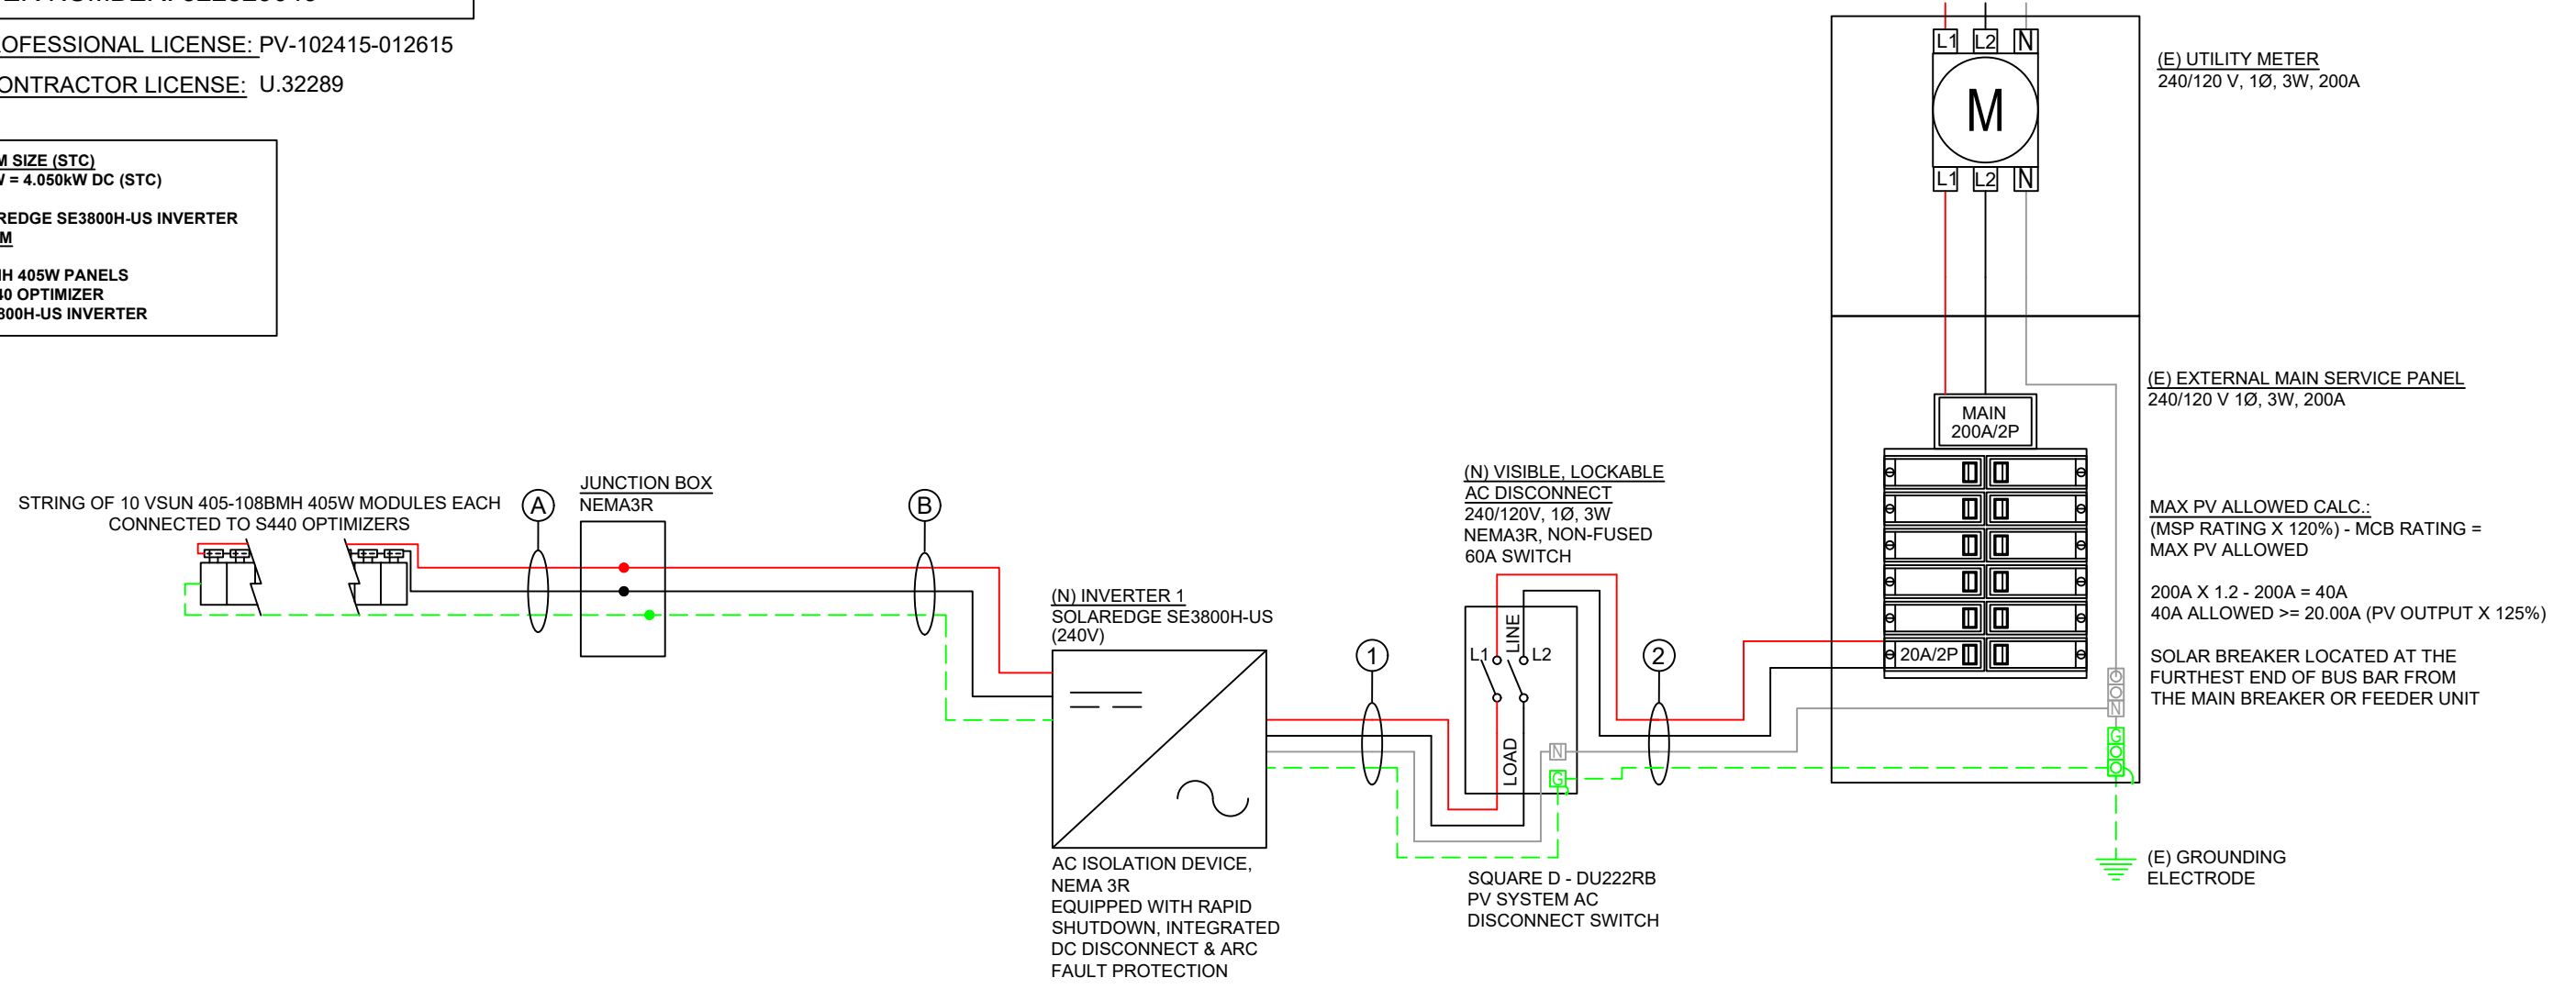 OFESSIONAL LICENSE: PV-102415-012615
ONTRACTOR LICENSE: U.32289
M SIZE (STC)
= 4.050kW DC (STC)
REDGE SE3800H-US INVERTER
M
405W PANELS
40 OPTIMIZER
800H-US INVERTER
STRING OF 10 VSUN 405-108BMH 405W MODULES EACH
CONNECTED TO S440 OPTIMIZERS
A
JUNCTION BOX
NEMA3R
B
(N) INVERTER 1
SOLAREDGE SE3800H-US
(240V)
AC ISOLATION DEVICE,
NEMA 3R
EQUIPPED WITH RAPID
SHUTDOWN, INTEGRATED
DC DISCONNECT & ARC
FAULT PROTECTION
1
(N) VISIBLE, LOCKABLE
AC DISCONNECT
240/120V, 1Ø, 3W
NEMA3R, NON-FUSED
60A SWITCH
L1 LINE L2
LOAD
N
G
SQUARE D - DU222RB
PV SYSTEM AC
DISCONNECT SWITCH
2
L1 L2 N
M
L1 L2 N
MAIN
200A/2P
20A/2P
N
G
(E) UTILITY METER
240/120 V, 1Ø, 3W, 200A
(E) EXTERNAL MAIN SERVICE PANEL
240/120 V 1Ø, 3W, 200A
MAX PV ALLOWED CALC.:
(MSP RATING X 120%) - MCB RATING =
MAX PV ALLOWED
200A X 1.2 - 200A = 40A
40A ALLOWED >= 20.00A (PV OUTPUT X 125%)
SOLAR BREAKER LOCATED AT THE
FURTHEST END OF BUS BAR FROM
THE MAIN BREAKER OR FEEDER UNIT
(E) GROUNDING
ELECTRODE